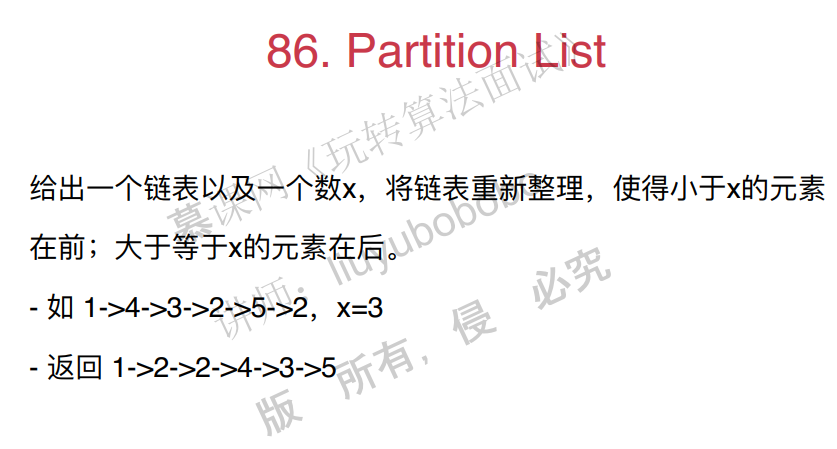 86. Partition List
慕课网《玩转算法面试》
给出一个链表以及一个数x，将链表重新整理，使得小于x的元素
在前；大于等于x的元素在后。
讲师：liuyubobobo
- 如 1->4->3->2->5->2，x=3
- 返回 1->2->2->4->3->5
版 所有，侵 必究